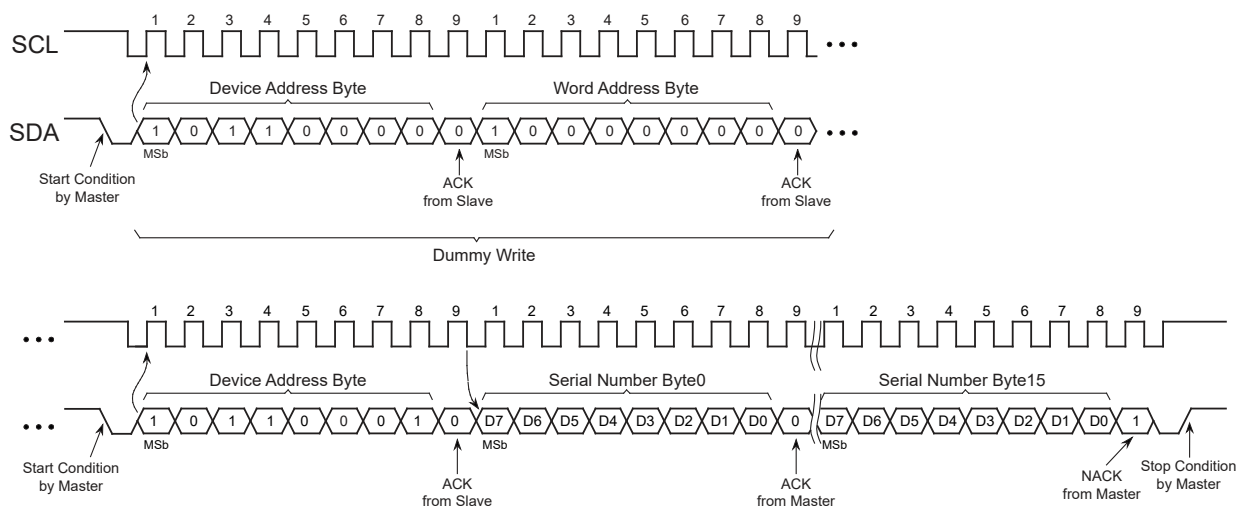 1 2 3 4 5 6 7 8 9 1 2 3 4 5 6 7 8 9
SCL
Device Address Byte Word Address Byte
SDA 1 0 1 1 0 0 0 0 0 1 0 0 0 0 0 0 0 0
MSb MSb
Start Condition
by Master
ACK
from Slave
ACK
from Slave
Dummy Write
1 2 3 4 5 6 7 8 9 1 2 3 4 5 6 7 8 9 1 2 3 4 5 6 7 8 9
Device Address Byte Serial Number Byte0 Serial Number Byte15
1 0 1 1 0 0 0 1 0 D7 D6 D5 D4 D3 D2 D1 D0 0 D7 D6 D5 D4 D3 D2 D1 D0 1
MSb MSb MSb
Start Condition
by Master
ACK
from Slave
ACK
from Master
NACK
from Master
Stop Condition
by Master